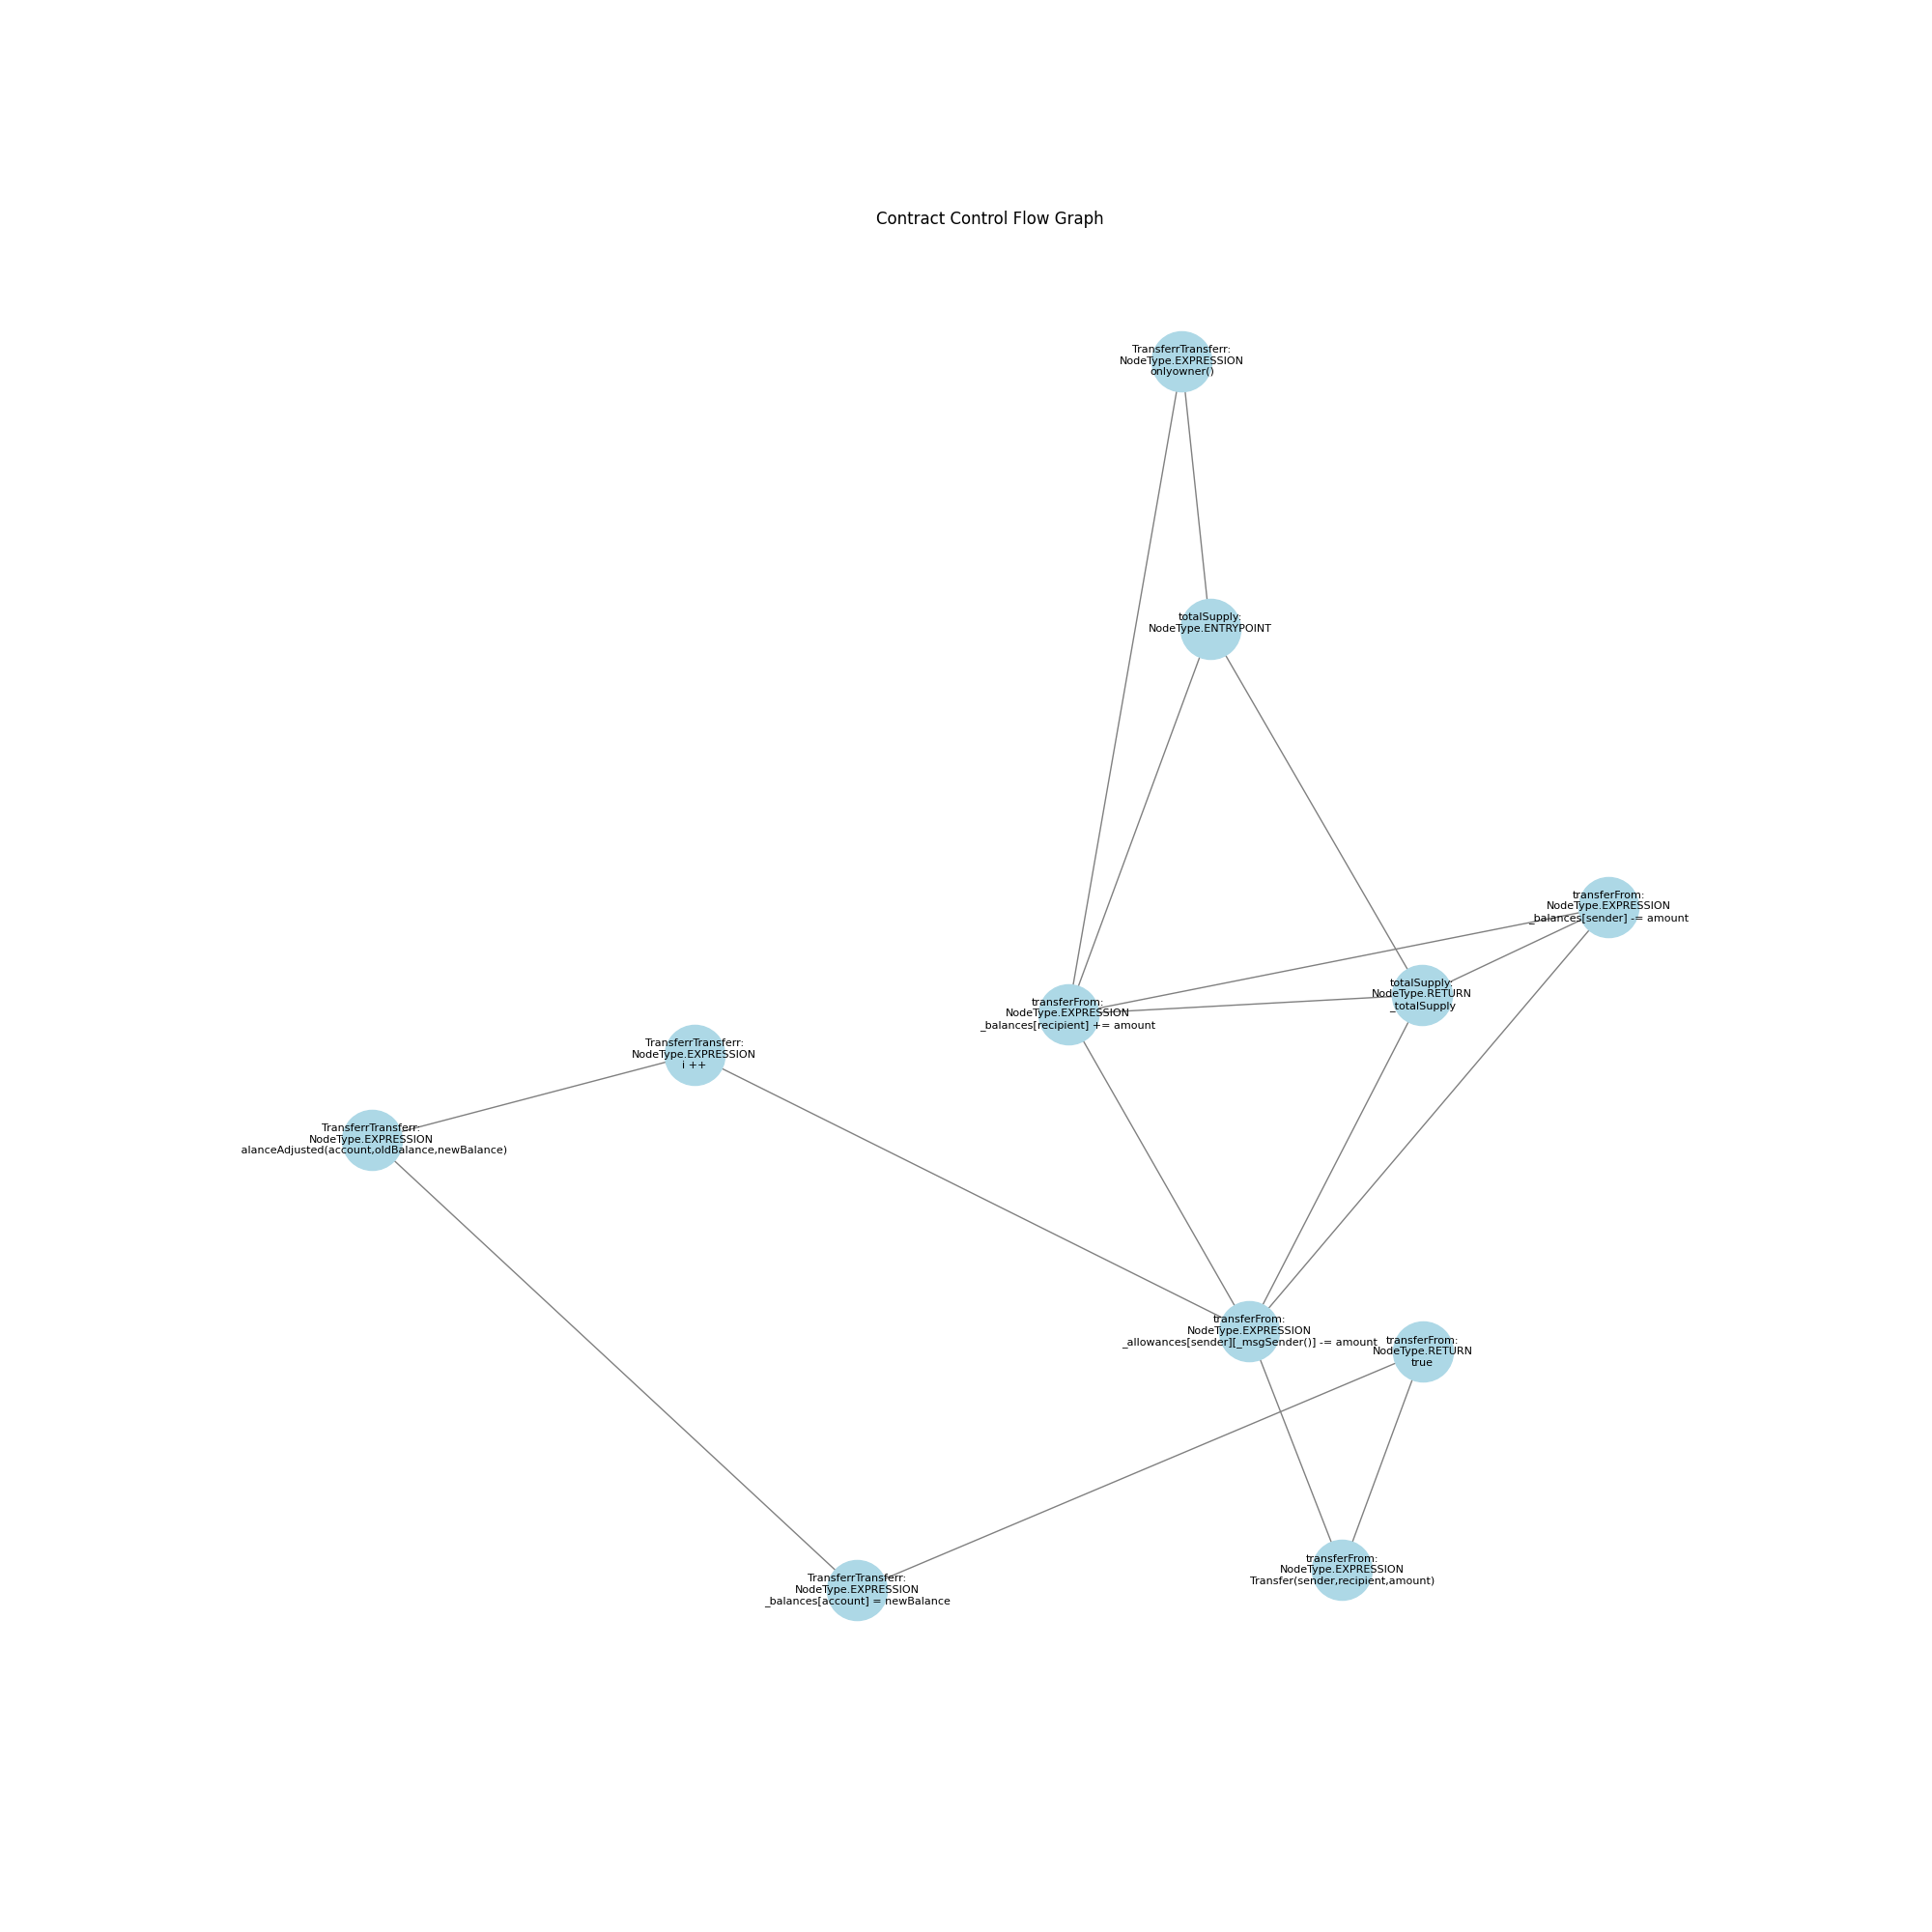 Contract Control Flow Graph
TransferrTransferr:
NodeType.EXPRESSION
onlyowner()
totalSupply:
NodeType.ENTRYPOINT
transferFrom:
NodeType.EXPRESSION
_balances[sender] -= amount
totalSupply:
NodeType.RETURN
_totalSupply
transferFrom:
NodeType.EXPRESSION
_balances[recipient] += amount
TransferrTransferr:
NodeType.EXPRESSION
i ++
TransferrTransferr:
NodeType.EXPRESSION
alanceAdjusted(account,oldBalance,newBalance)
transferFrom:
NodeType.EXPRESSION
_allowances[sender][_msgSender()] -= amount
transferFrom:
NodeType.RETURN
true
transferFrom:
NodeType.EXPRESSION
Transfer(sender,recipient,amount)
TransferrTransferr:
NodeType.EXPRESSION
_balances[account] = newBalance